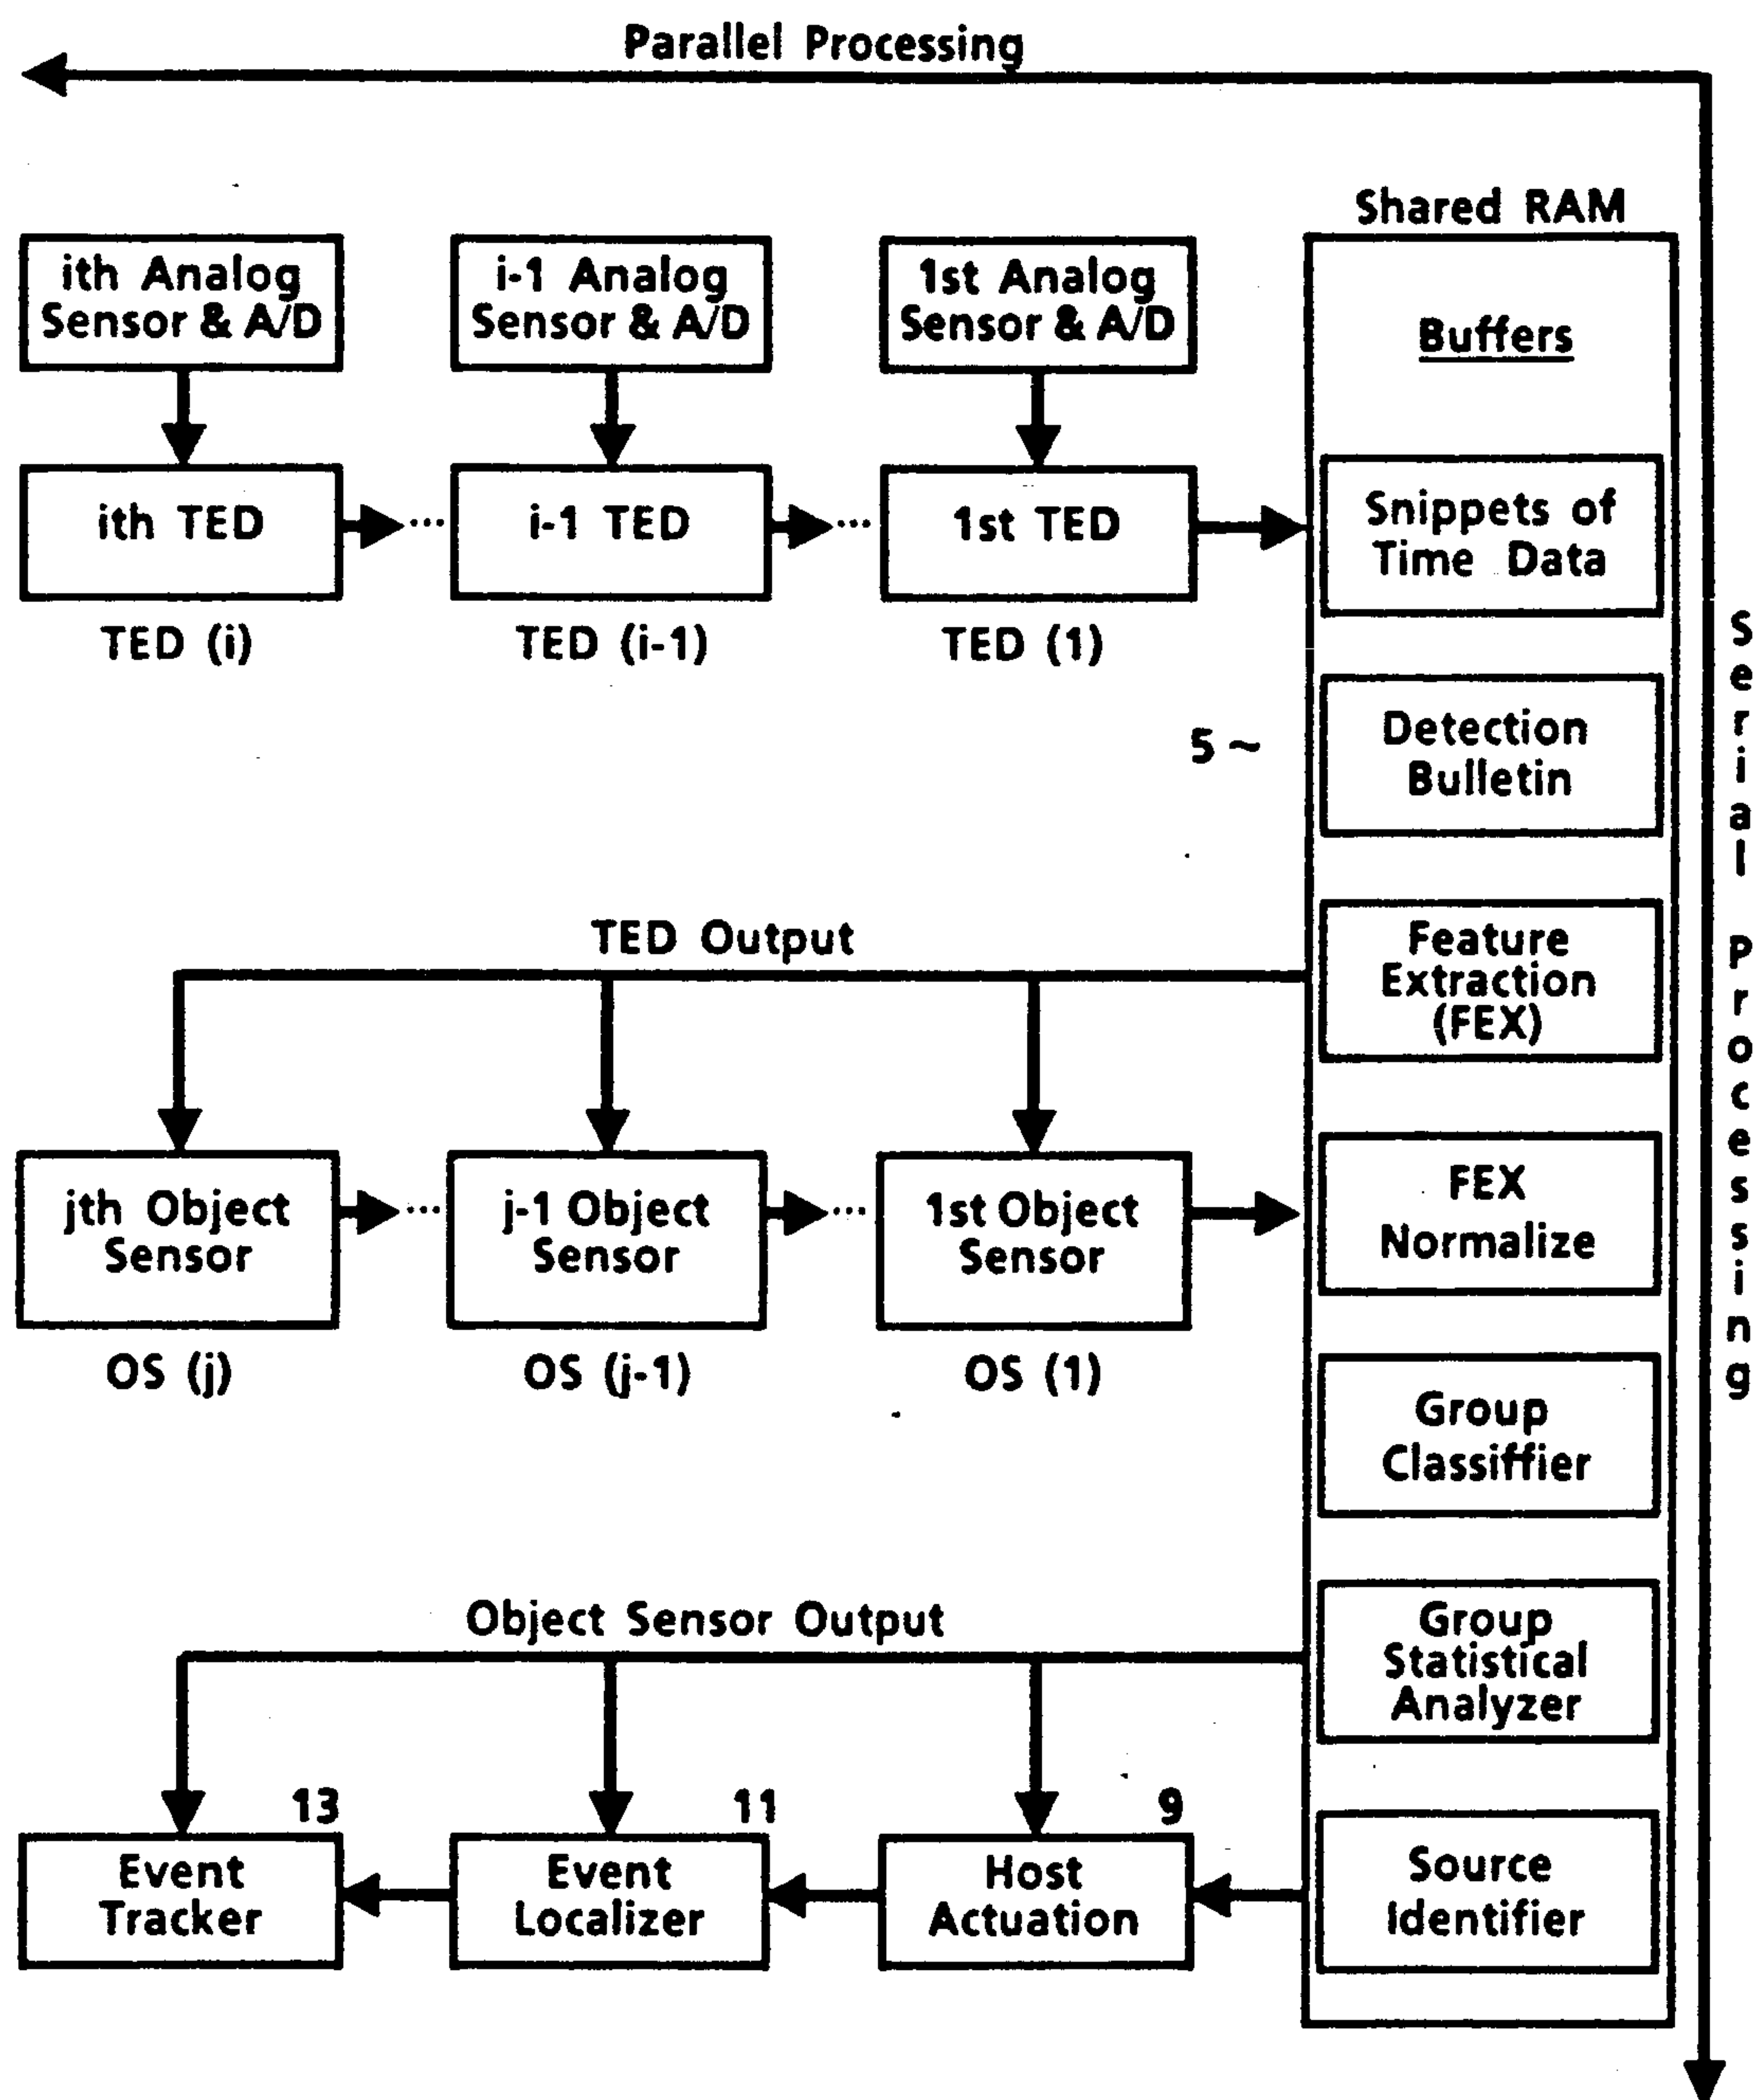 Parallel Processing
Shared RAM
ith Analog
Sensor & A/D
i-1 Analog
Sensor & A/D
1st Analog
Sensor & A/D
Buffers
ith TED
...
i-1 TED
...
1st TED
Snippets of
Time Data
TED (i)
TED (i-1)
TED (1)
5 ~
Detection
Bulletin
Serial Processing
TED Output
Feature
Extraction
(FEX)
jth Object
Sensor
...
j-1 Object
Sensor
...
1st Object
Sensor
FEX
Normalize
OS (j)
OS (j-1)
OS (1)
Group
Classiffier
Object Sensor Output
Group
Statistical
Analyzer
13
11
9
Event
Tracker
Event
Localizer
Host
Actuation
Source
Identifier